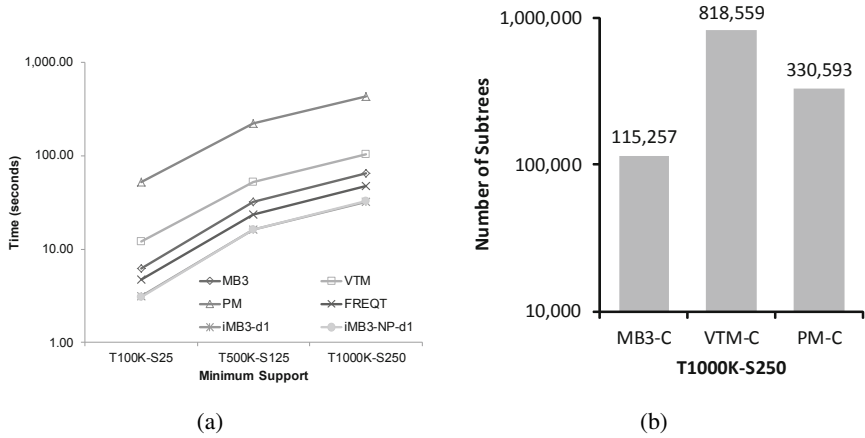 1,000.00
100.00
10.00
1.00
Time (seconds)
MB3
VTM
PM
FREQT
iMB3-d1
iMB3-NP-d1
T100K-S25
T500K-S125
T1000K-S250
Minimum Support
(a)
1,000,000
100,000
10,000
Number of Subtrees
818,559
330,593
115,257
MB3-C
VTM-C
PM-C
T1000K-S250
(b)